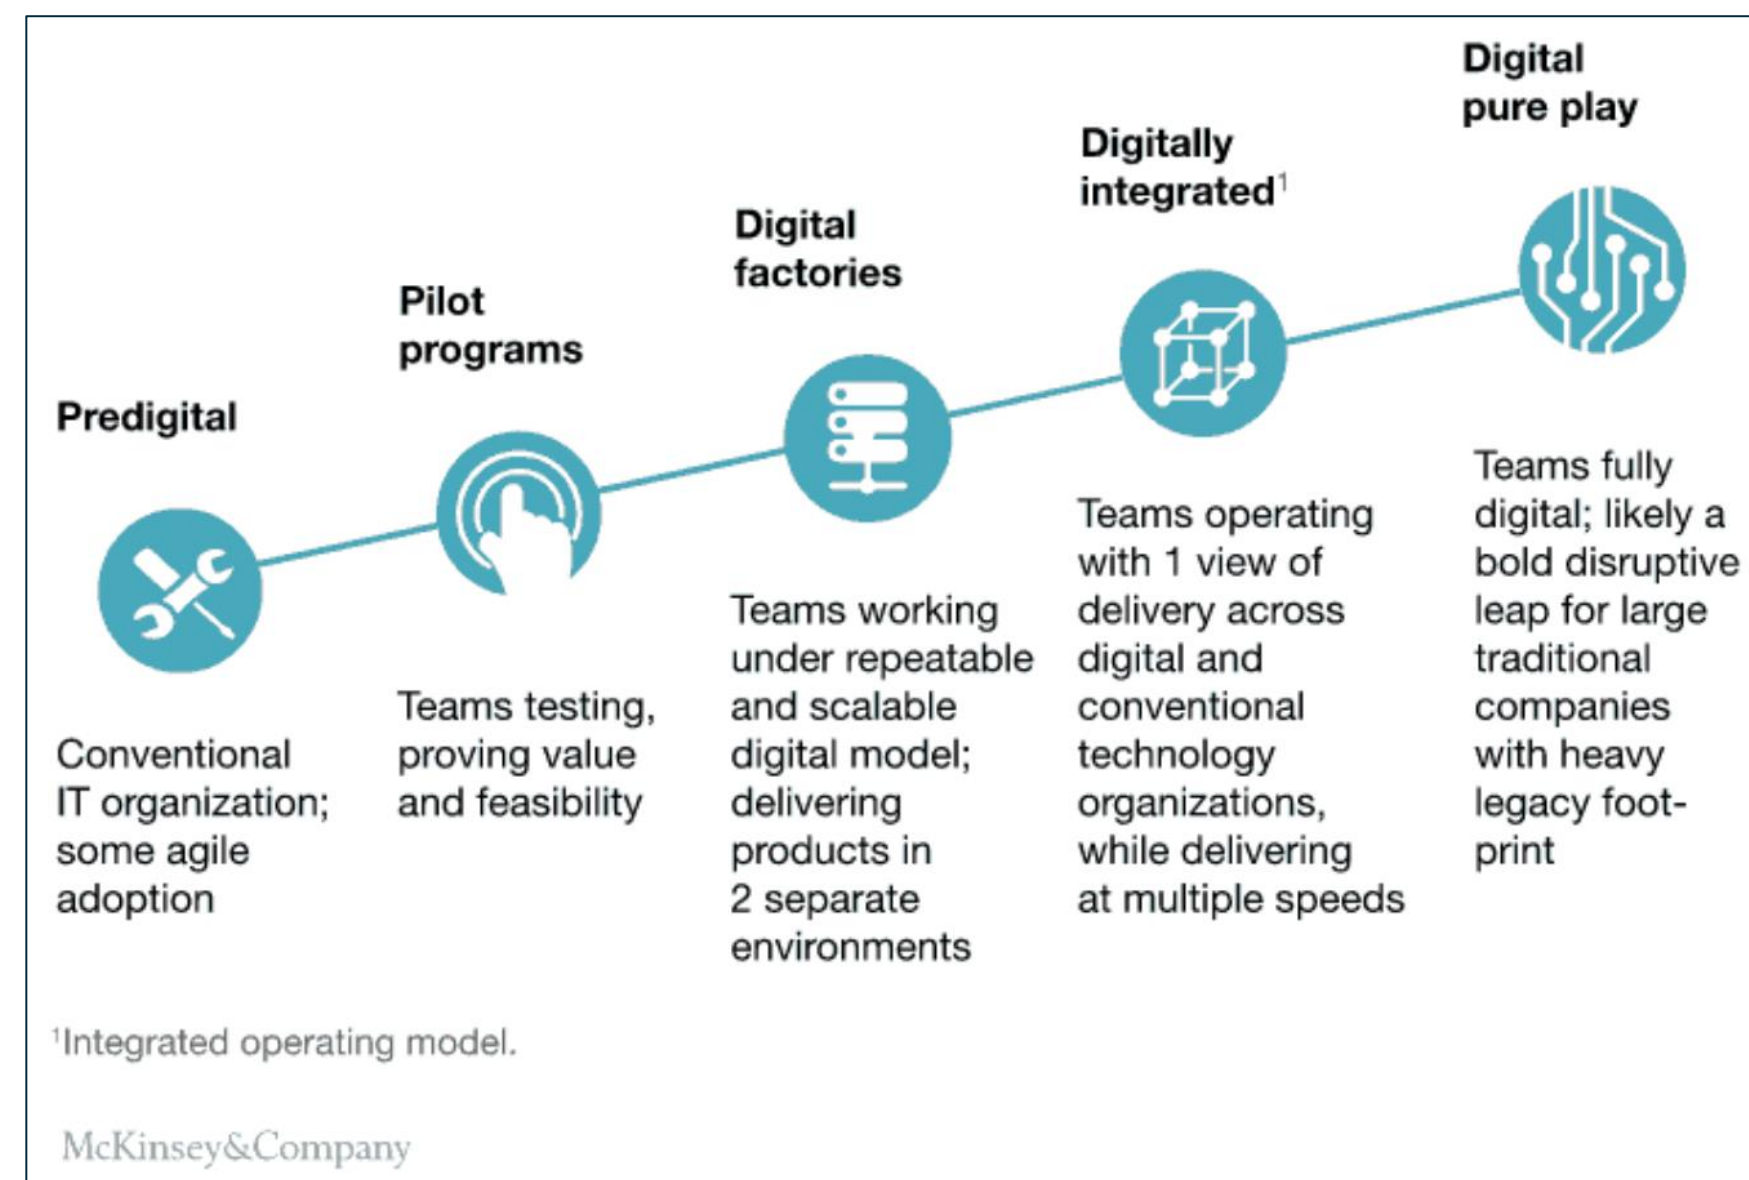 Predigital
Conventional
IT organization;
some agile
adoption
Pilot
programs
Teams testing,
proving value
and feasibility
Digital
factories
Teams working
under repeatable
and scalable
digital model;
delivering
products in
2 separate
environments
Digitally
integrated¹
Teams operating
with 1 view of
delivery across
digital and
conventional
technology
organizations,
while delivering
at multiple speeds
Digital
pure play
Teams fully
digital; likely a
bold disruptive
leap for large
traditional
companies
with heavy
legacy foot-
print
¹Integrated operating model.
McKinsey&Company